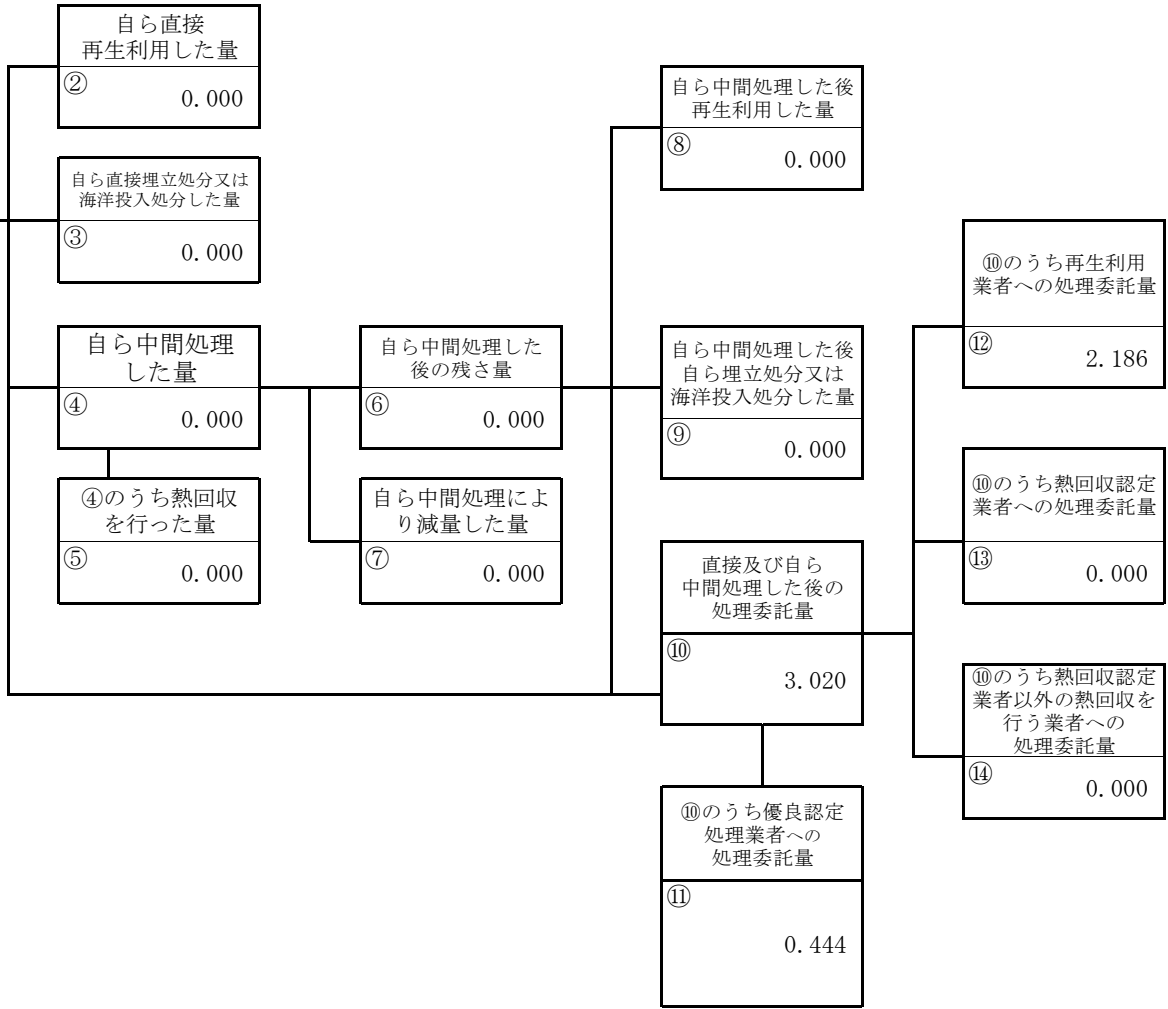 自ら直接
再生利用した量
②
0.000
自ら直接埋立処分又は
海洋投入処分した量
③
0.000
自ら中間処理
した量
④
0.000
④のうち熱回収
を行った量
⑤
0.000
自ら中間処理した
後の残さ量
⑥
0.000
自ら中間処理によ
り減量した量
⑦
0.000
自ら中間処理した後
再生利用した量
⑧
0.000
自ら中間処理した後
自ら埋立処分又は
海洋投入処分した量
⑨
0.000
直接及び自ら
中間処理した後の
処理委託量
⑩
3.020
⑩のうち優良認定
処理業者への
処理委託量
⑪
0.444
⑩のうち再生利用
業者への処理委託量
⑫
2.186
⑩のうち熱回収認定
業者への処理委託量
⑬
0.000
⑩のうち熱回収認定
業者以外の熱回収を
行う業者への
処理委託量
⑭
0.000